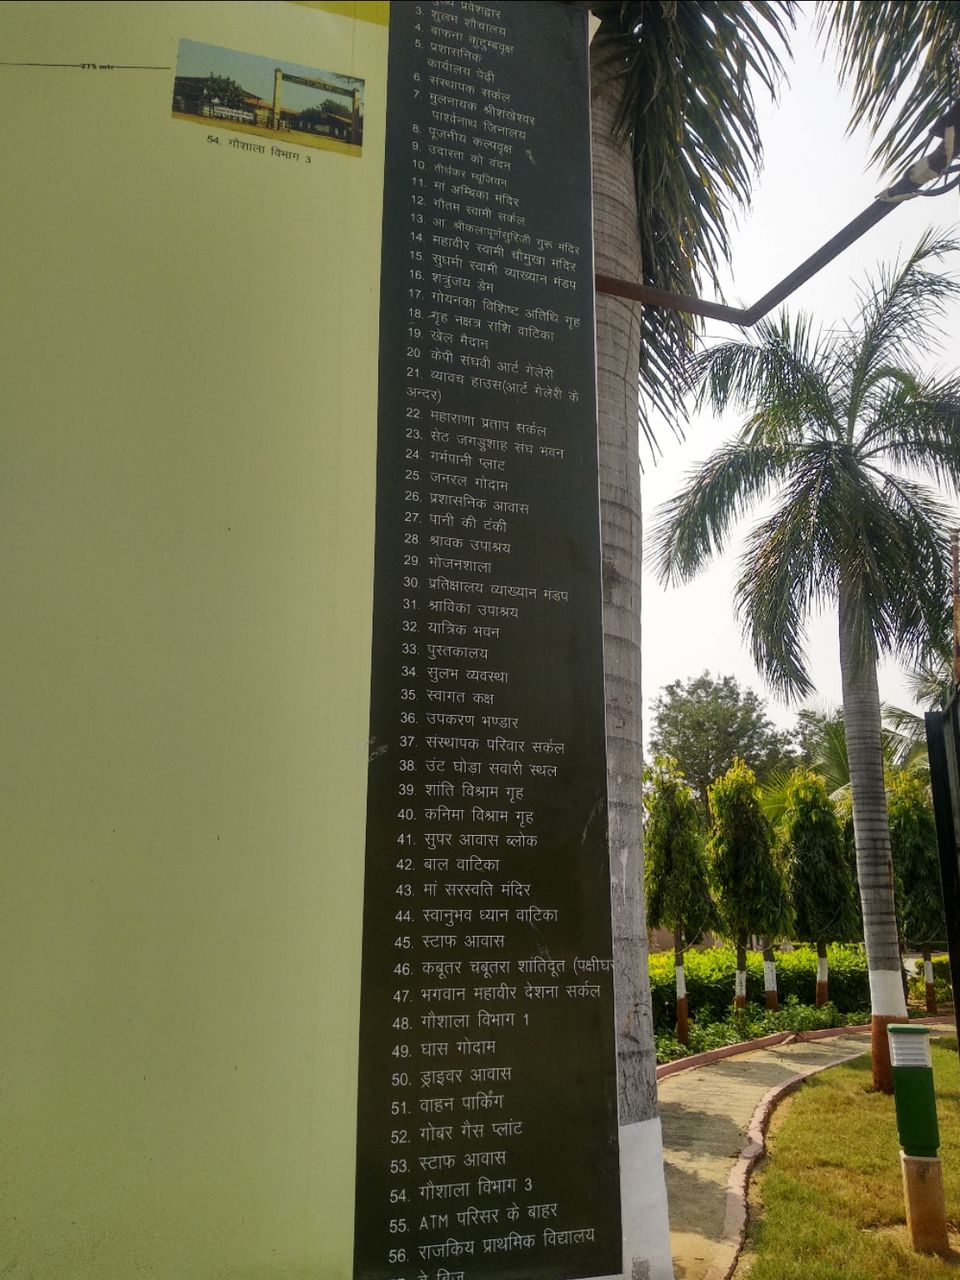 275 mtr
54. गौशाला विभाग 3
मुख्य प्रवेशद्वार
3. शुलभ शौचालय
4. बाफना कुटुम्बवृक्ष
5. प्रशासनिक
कार्यालय पेढी
6. संस्थापक सर्कल
7. मुलनायक श्रीशंखेश्वर
पार्श्वनाथ जिनालय
8. पूजनीय कल्पवृक्ष
9. उदारता को वंदन
10. तीर्थंकर म्यूजियम
11. मां अम्बिका मंदिर
12. गौतम स्वामी सर्कल
13. आ. श्रीकलापूर्णसुरिजी गुरू मंदिर
14. महावीर स्वामी चौमुखा मंदिर
15. सुधर्मा स्वामी व्याख्यान मंडप
16. शत्रुंजय डेम
17. गोयनका विशिष्ट अतिथि गृह
18. गृह नक्षत्र राशि वाटिका
19. खेल मैदान
20. केपी संघवी आर्ट गेलेरी
21. व्यावच हाउस(आर्ट गेलेरी के
अन्दर)
22. महाराणा प्रताप सर्कल
23. सेठ जगडुशाह संघ भवन
24. गर्मपानी प्लांट
25. जनरल गोदाम
26. प्रशासनिक आवास
27. पानी की टंकी
28. श्रावक उपाश्रय
29. भोजनशाला
30. प्रतिक्षालय व्याख्यान मंडप
31. श्राविका उपाश्रय
32. यात्रिक भवन
33. पुस्तकालय
34. सुलभ व्यवस्था
35. स्वागत कक्ष
36. उपकरण भण्डार
37. संस्थापक परिवार सर्कल
38. उंट घोड़ा सवारी स्थल
39. शांति विश्राम गृह
40. कनिमा विश्राम गृह
41. सुपर आवास ब्लोक
42. बाल वाटिका
43. मां सरस्वति मंदिर
44. स्वानुभव ध्यान वाटिका
45. स्टाफ आवास
46. कबूतर चबूतरा शांतिदूत (पक्षीघर
47. भगवान महावीर देशना सर्कल
48. गौशाला विभाग 1
49. घास गोदाम
50. ड्राइवर आवास
51. वाहन पार्किंग
52. गोबर गैस प्लांट
53. स्टाफ आवास
54. गौशाला विभाग 3
55. ATM परिसर के बाहर
56. राजकिय प्राथमिक विद्यालय